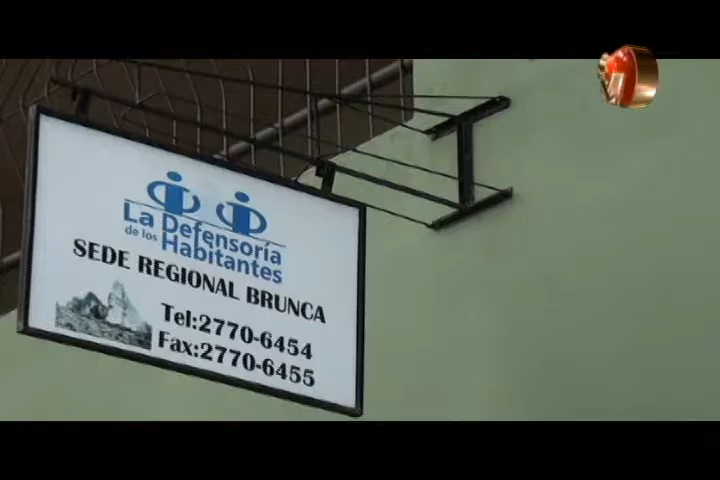 La Defensoría
de los Habitantes
SEDE REGIONAL BRUNCA
Tel:2770-6454
Fax:2770-6455